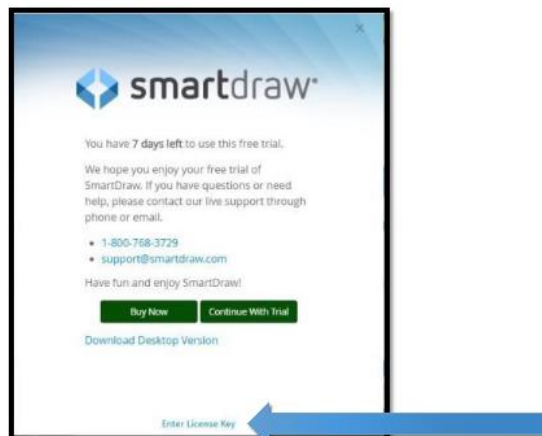 smartdraw
You have 7 days left to use this free trial.
We hope you enjoy your free trial of
SmartDraw. If you have questions or need
help, please contact our live support through
phone or email.
• 1-800-768-3729
• support@smartdraw.com
Have fun and enjoy SmartDraw!
Buy Now Continue With Trial
Download Desktop Version
Enter License Key